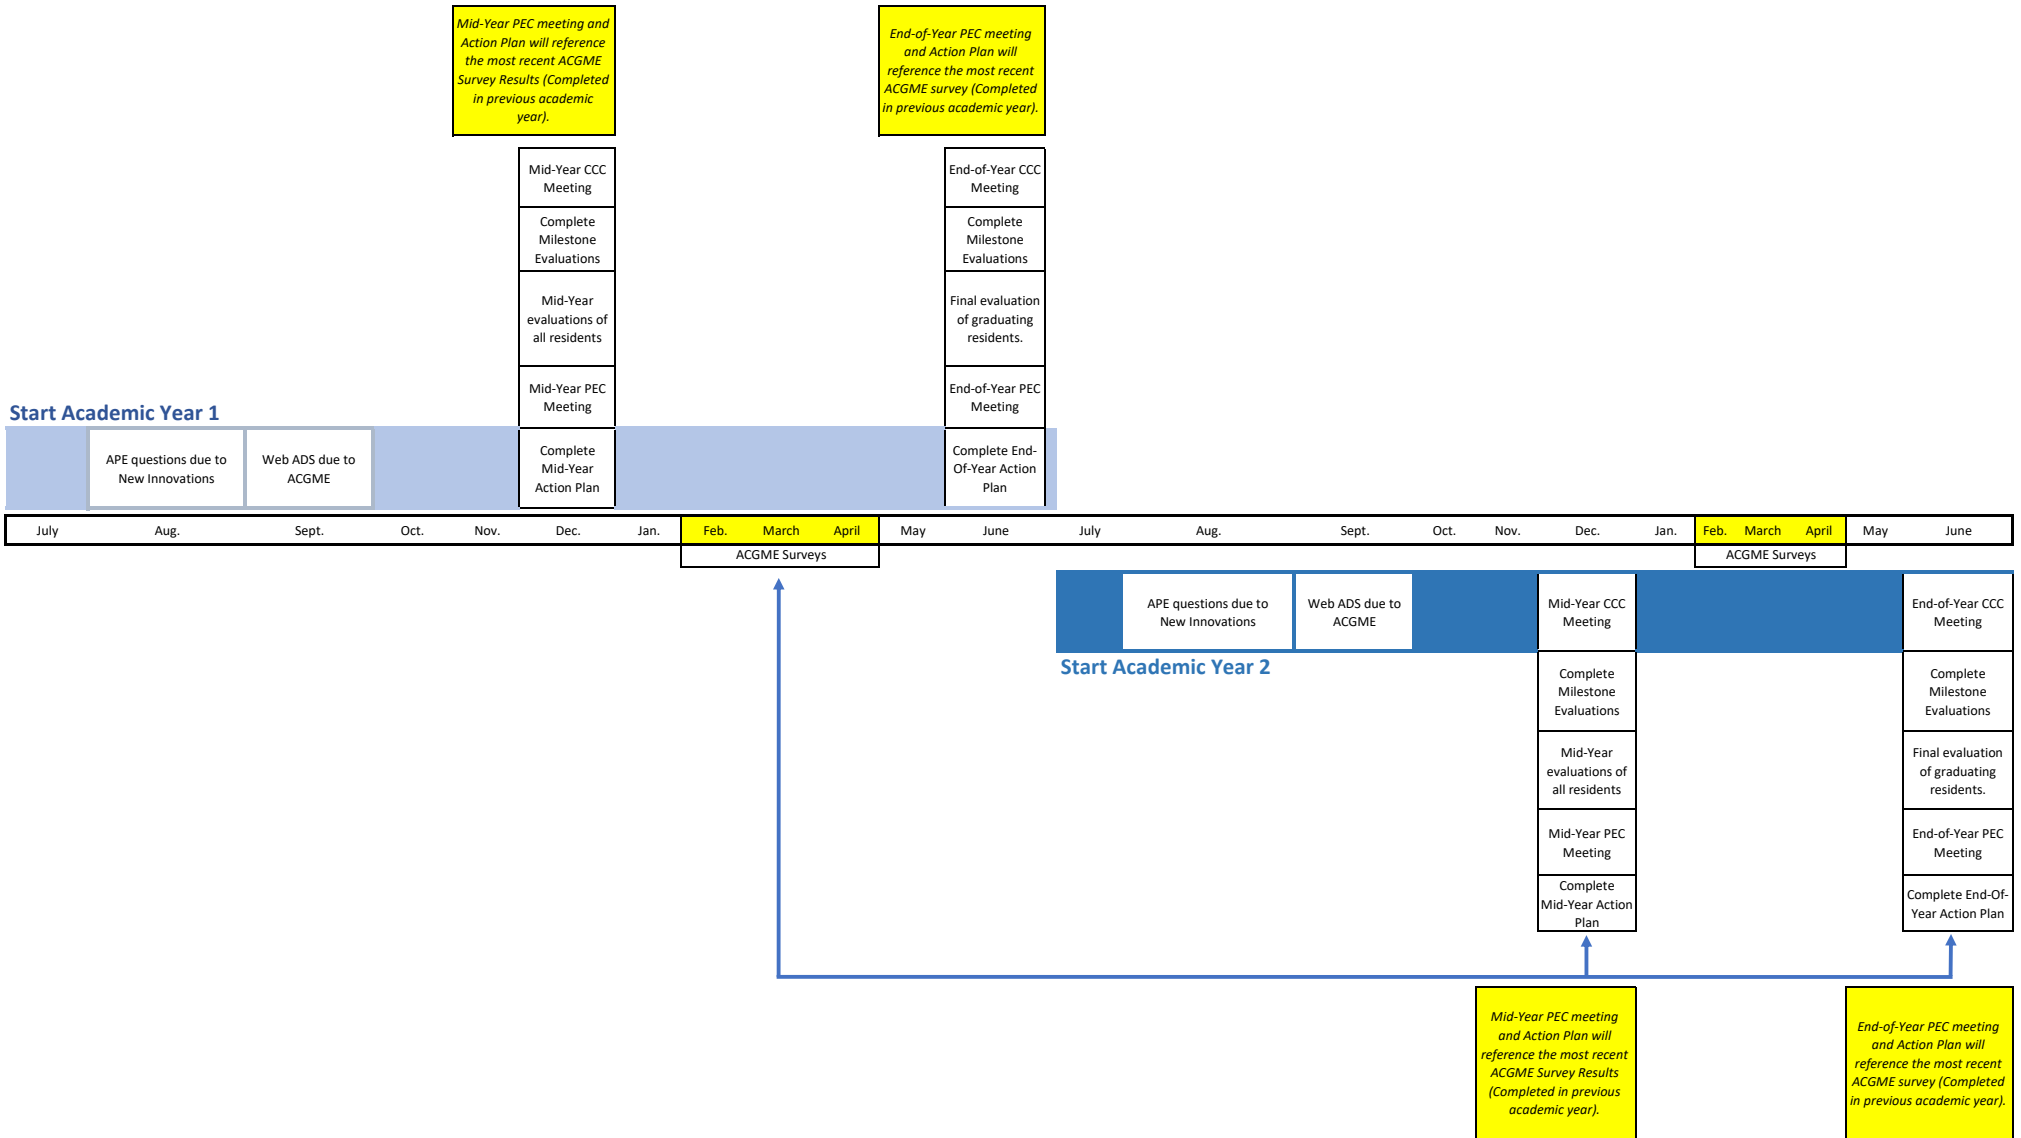 Mid-Year PEC meeting and
Action Plan will reference
the most recent ACGME
Survey Results (Completed
in previous academic
year).
End-of-Year PEC meeting
and Action Plan will
reference the most recent
ACGME survey (Completed
in previous academic year).
Mid-Year CCC
Meeting
Complete
Milestone
Evaluations
Mid-Year
evaluations of
all residents
Mid-Year PEC
Meeting
Complete
Mid-Year
Action Plan
End-of-Year CCC
Meeting
Complete
Milestone
Evaluations
Final evaluation
of graduating
residents.
End-of-Year PEC
Meeting
Complete End-
Of-Year Action
Plan
Start Academic Year 1
APE questions due to
New Innovations
Web ADS due to
ACGME
July Aug. Sept. Oct. Nov. Dec. Jan. Feb. March April May June July Aug. Sept. Oct. Nov. Dec. Jan. Feb. March April May June
ACGME Surveys
ACGME Surveys
APE questions due to
New Innovations
Web ADS due to
ACGME
Start Academic Year 2
Mid-Year CCC
Meeting
Complete
Milestone
Evaluations
Mid-Year
evaluations of
all residents
Mid-Year PEC
Meeting
Complete
Mid-Year Action
Plan
End-of-Year CCC
Meeting
Complete
Milestone
Evaluations
Final evaluation
of graduating
residents.
End-of-Year PEC
Meeting
Complete End-Of-
Year Action Plan
Mid-Year PEC meeting
and Action Plan will
reference the most recent
ACGME Survey Results
(Completed in previous
academic year).
End-of-Year PEC meeting
and Action Plan will
reference the most recent
ACGME survey (Completed
in previous academic year).